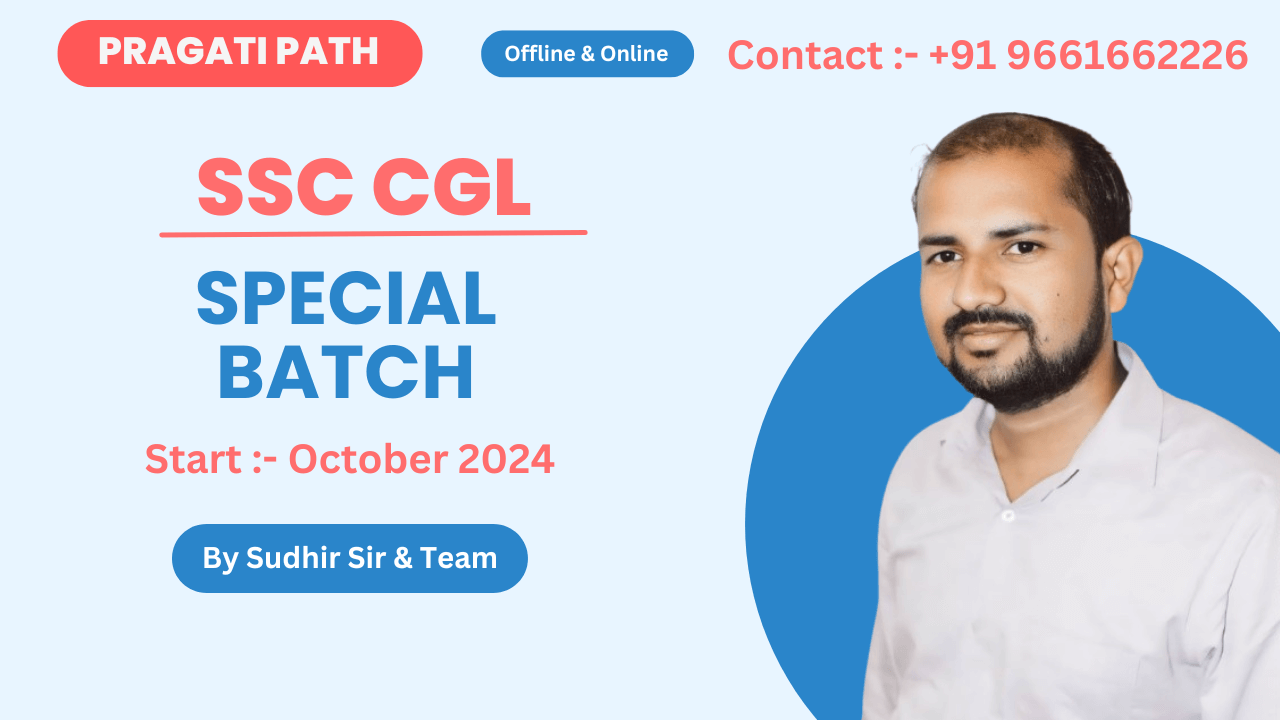 PRAGATI PATH
Offline & Online
Contact :- +91 9661662226
SSC CGL
SPECIAL
BATCH
Start :- October 2024
By Sudhir Sir & Team